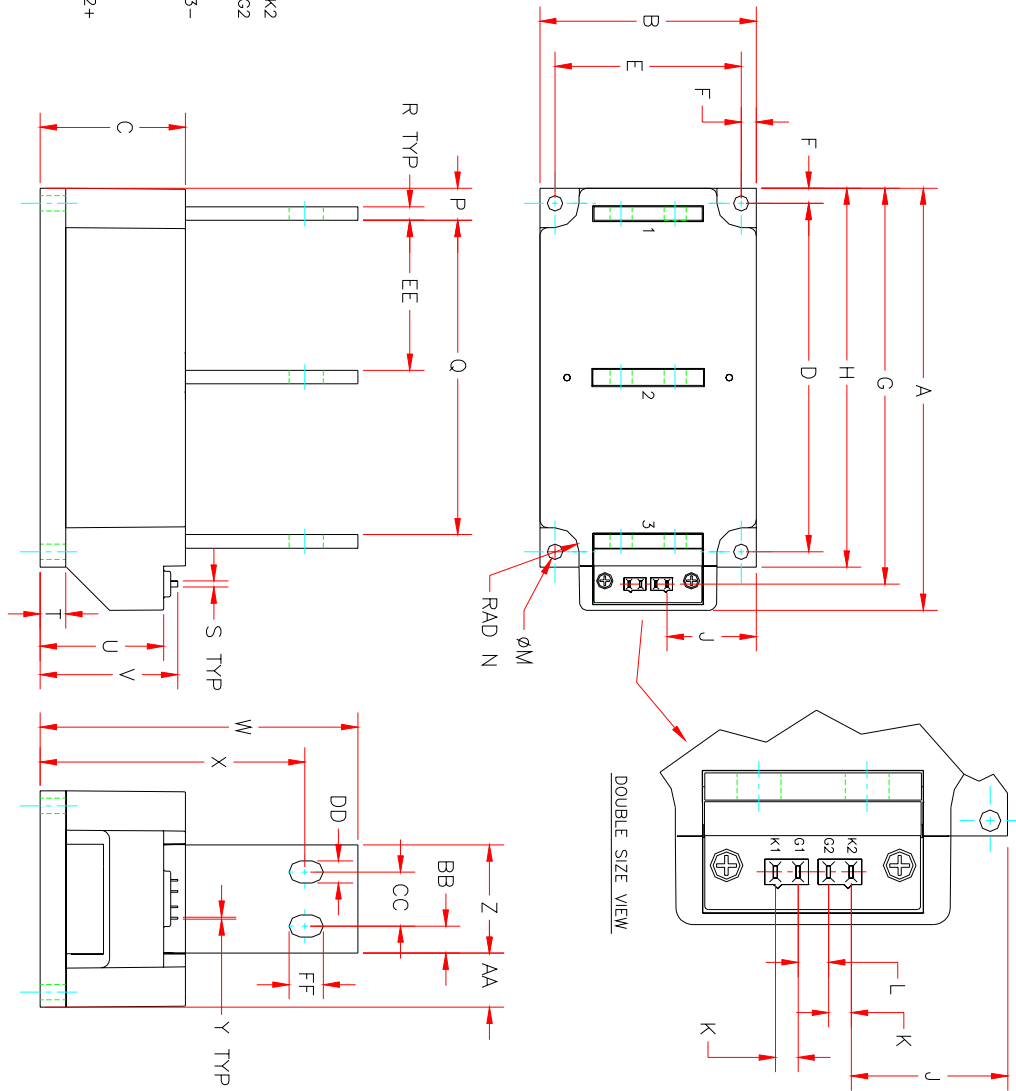 K2
G2
3-
2+
B
E
F
F
D
H
G
A
1
2
3
J
ØM
RAD N
C
R TYP
P
EE
Q
S TYP
T
U
V
W
X
DD
CC
BB
Z
AA
FF
Y TYP
DOUBLE SIZE VIEW
K1
G1
G2
K2
L
K
K
J